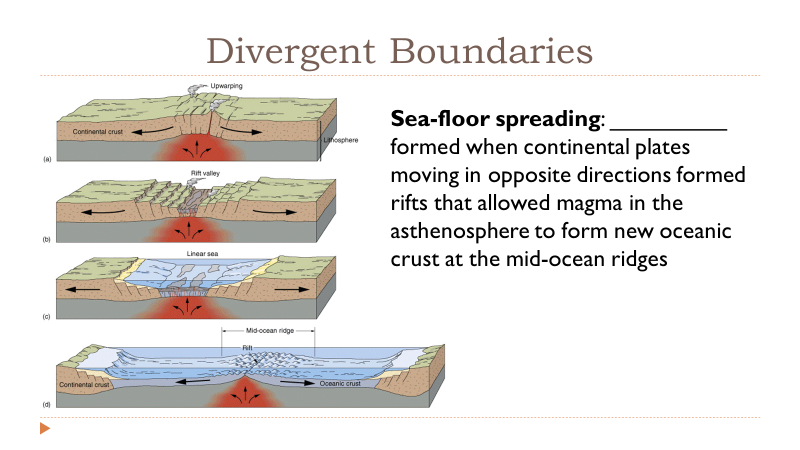 Divergent Boundaries
Upwarping
Continental crust
Lithosphere
(a)
Rift valley
(b)
Linear sea
(c)
Mid-ocean ridge
Rift
Continental crust
Oceanic crust
(d)
Sea-floor spreading: __________
formed when continental plates
moving in opposite directions formed
rifts that allowed magma in the
asthenosphere to form new oceanic
crust at the mid-ocean ridges